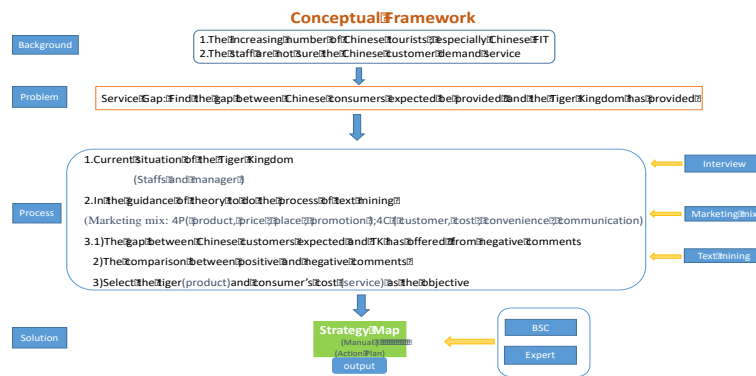 Conceptual Framework
Background
1.The Increasing number of Chinese tourists, especially Chinese FIT
2.The staff are not sure the Chinese customer demand service
Problem
Service Gap: Find the gap between Chinese consumers expected be provided and the Tiger Kingdom has provided
Process
1.Current situation of the Tiger Kingdom
(Staffs and manager )
2.In the guidance of theory to do the process of text mining
(Marketing mix: 4P( product, price, place, promotion);4C( customer, cost, convenience, communication)
3.1)The gap between Chinese customers expected and TK has offered from negative comments
2)The comparison between positive and negative comments
3)Select the tiger(product) and consumer's cost (service) as the objective
Interview
Marketing mix
Text mining
Solution
Strategy Map
(Manual)
(Action Plan)
output
BSC
Expert